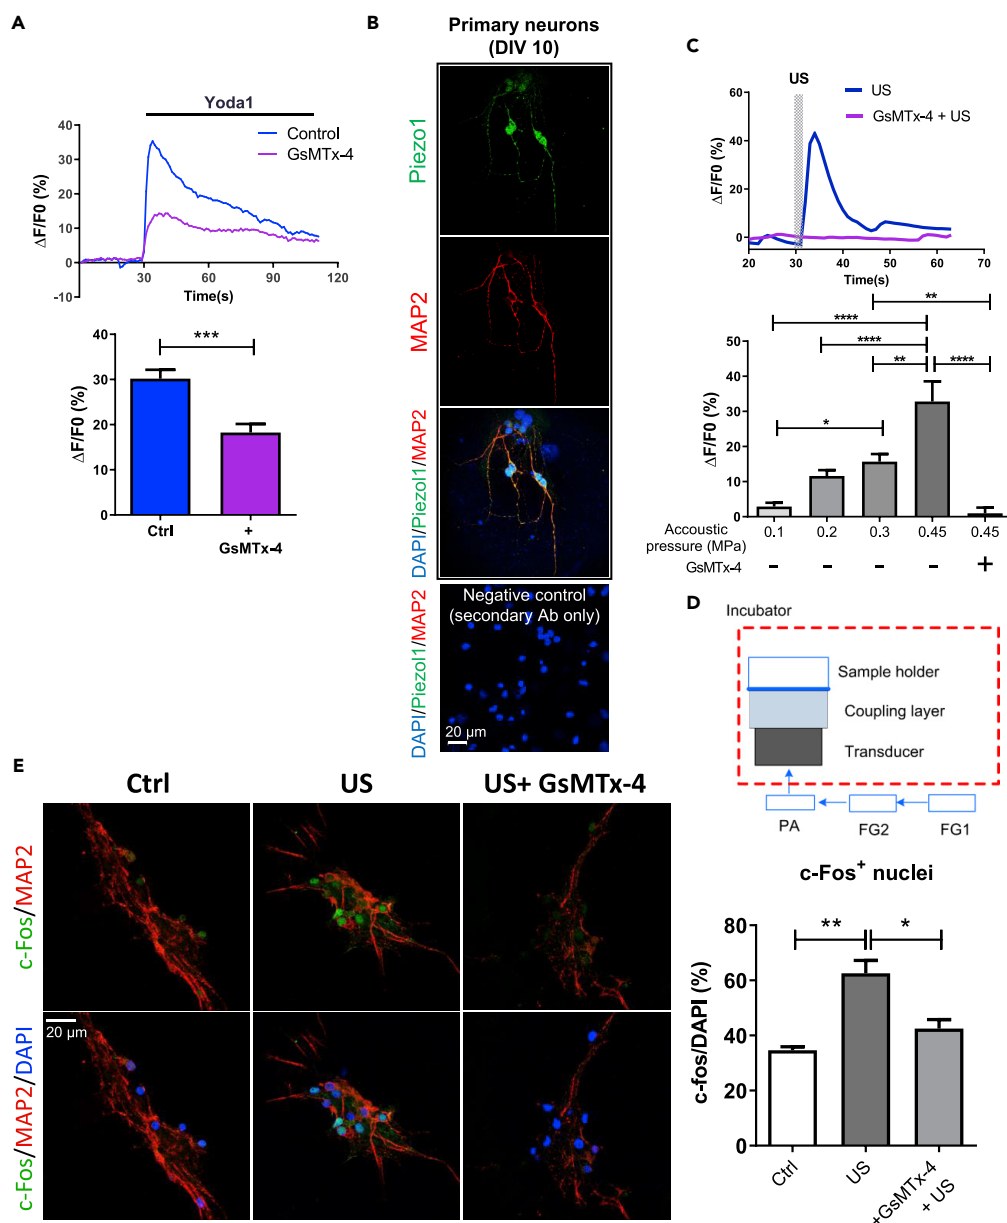 A
Yoda1
Control
GsMTx-4
ΔF/F0 (%)
40
30
20
10
0
-10
30
60
90
120
Time(s)
***
ΔF/F0 (%)
40
30
20
10
0
Ctrl
+
GsMTx-4
B
Primary neurons
(DIV 10)
Piezo1
MAP2
DAPI/Piezol1/MAP2
Negative control
(secondary Ab only)
DAPI/Piezol1/MAP2
20 μm
C
US
US
GsMTx-4 + US
ΔF/F0 (%)
60
40
20
0
20
30
40
50
60
70
Time(s)
**
****
****
**
****
*
ΔF/F0 (%)
50
40
30
20
10
0
Accoustic
pressure (MPa)
0.1
0.2
0.3
0.45
0.45
GsMTx-4
–
–
–
–
+
D
Incubator
Sample holder
Coupling layer
Transducer
PA
FG2
FG1
E
Ctrl
US
US+ GsMTx-4
c-Fos/MAP2
20 μm
c-Fos/MAP2/DAPI
c-Fos+ nuclei
**
*
c-fos/DAPI (%)
80
60
40
20
0
Ctrl
US
+GsMTx-4
+ US